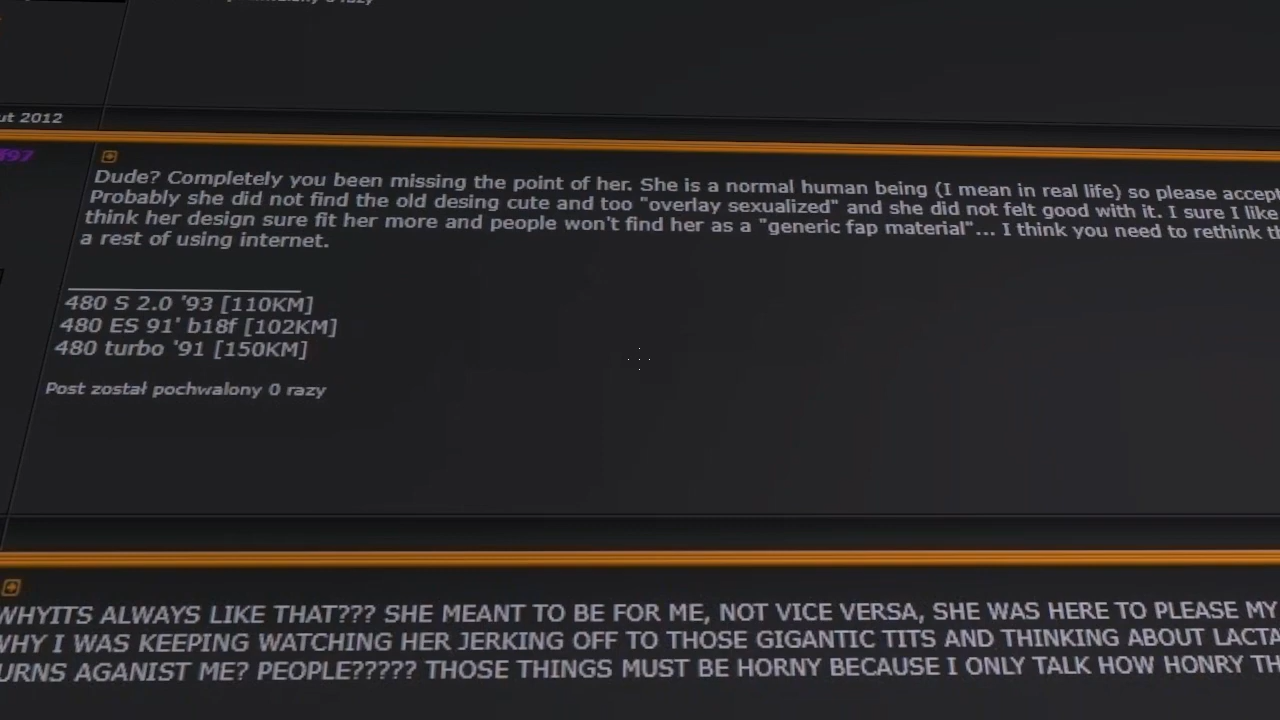 pochwalony 0 razy
ut 2012
97
Dude? Completely you been missing the point of her. She is a normal human being (I mean in real life) so please accept
Probably she did not find the old desing cute and too "overlay sexualized" and she did not felt good with it. I sure I like
think her design sure fit her more and people won't find her as a "generic fap material"... I think you need to rethink th
a rest of using internet.
480 S 2.0 '93 [110KM]
480 ES 91' b18f [102KM]
480 turbo '91 [150KM]
Post został pochwalony 0 razy
WHYITS ALWAYS LIKE THAT??? SHE MEANT TO BE FOR ME, NOT VICE VERSA, SHE WAS HERE TO PLEASE MY
WHY I WAS KEEPING WATCHING HER JERKING OFF TO THOSE GIGANTIC TITS AND THINKING ABOUT LACTA
URNS AGANIST ME? PEOPLE????? THOSE THINGS MUST BE HORNY BECAUSE I ONLY TALK HOW HONRY TH